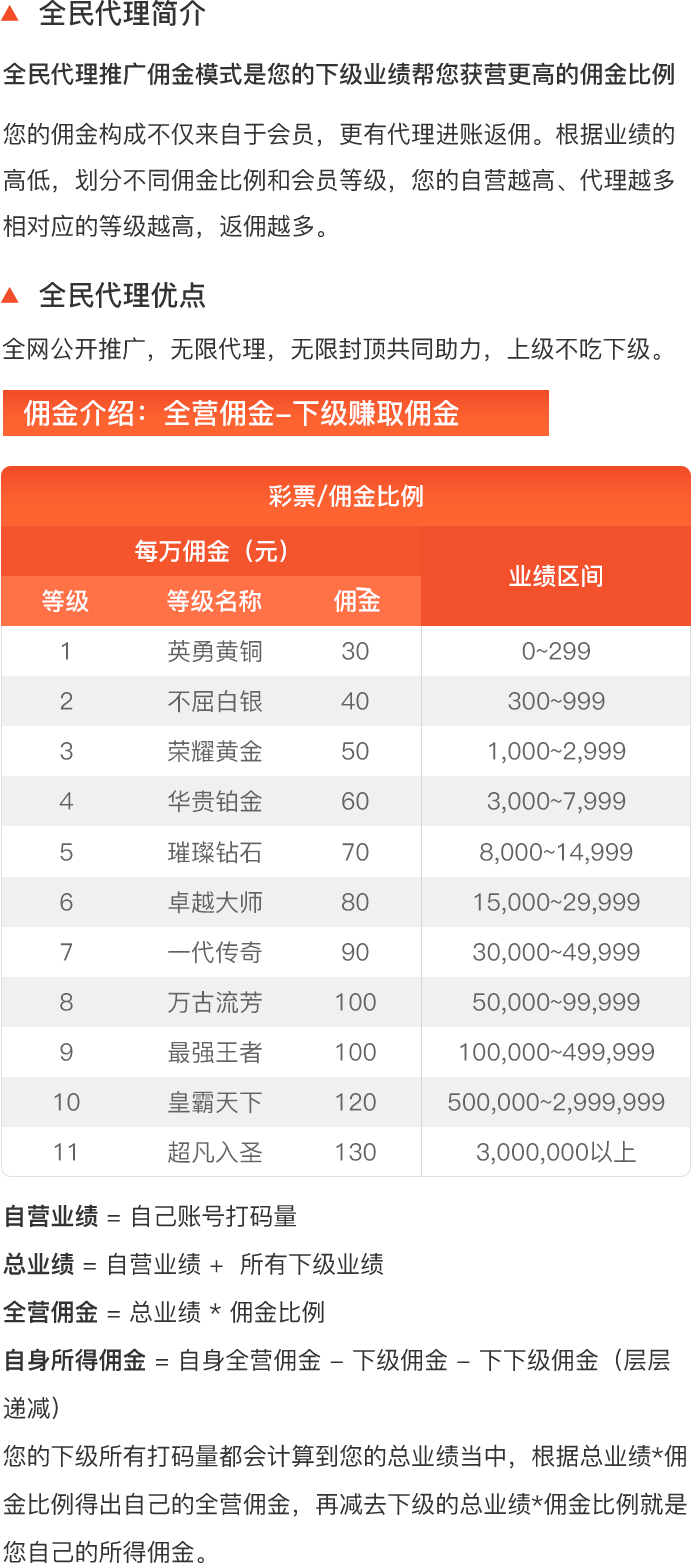 全民代理简介
全民代理推广佣金模式是您的下级业绩帮您获营更高的佣金比例
您的佣金构成不仅来自于会员，更有代理进账返佣。根据业绩的
高低，划分不同佣金比例和会员等级，您的自营越高、代理越多
相对应的等级越高，返佣越多。
全民代理优点
全网公开推广，无限代理，无限封顶共同助力，上级不吃下级。
佣金介绍：全营佣金-下级赚取佣金
彩票/佣金比例
每万佣金（元） 业绩区间
等级 等级名称 佣金
1 英勇黄铜 30 0~299
2 不屈白银 40 300~999
3 荣耀黄金 50 1,000~2,999
4 华贵铂金 60 3,000~7,999
5 璀璨钻石 70 8,000~14,999
6 卓越大师 80 15,000~29,999
7 一代传奇 90 30,000~49,999
8 万古流芳 100 50,000~99,999
9 最强王者 100 100,000~499,999
10 皇霸天下 120 500,000~2,999,999
11 超凡入圣 130 3,000,000以上
自营业绩 = 自己账号打码量
总业绩 = 自营业绩 + 所有下级业绩
全营佣金 = 总业绩 * 佣金比例
自身所得佣金 = 自身全营佣金 - 下级佣金 - 下下级佣金（层层
递减）
您的下级所有打码量都会计算到您的总业绩当中，根据总业绩*佣
金比例得出自己的全营佣金，再减去下级的总业绩*佣金比例就是
您自己的所得佣金。